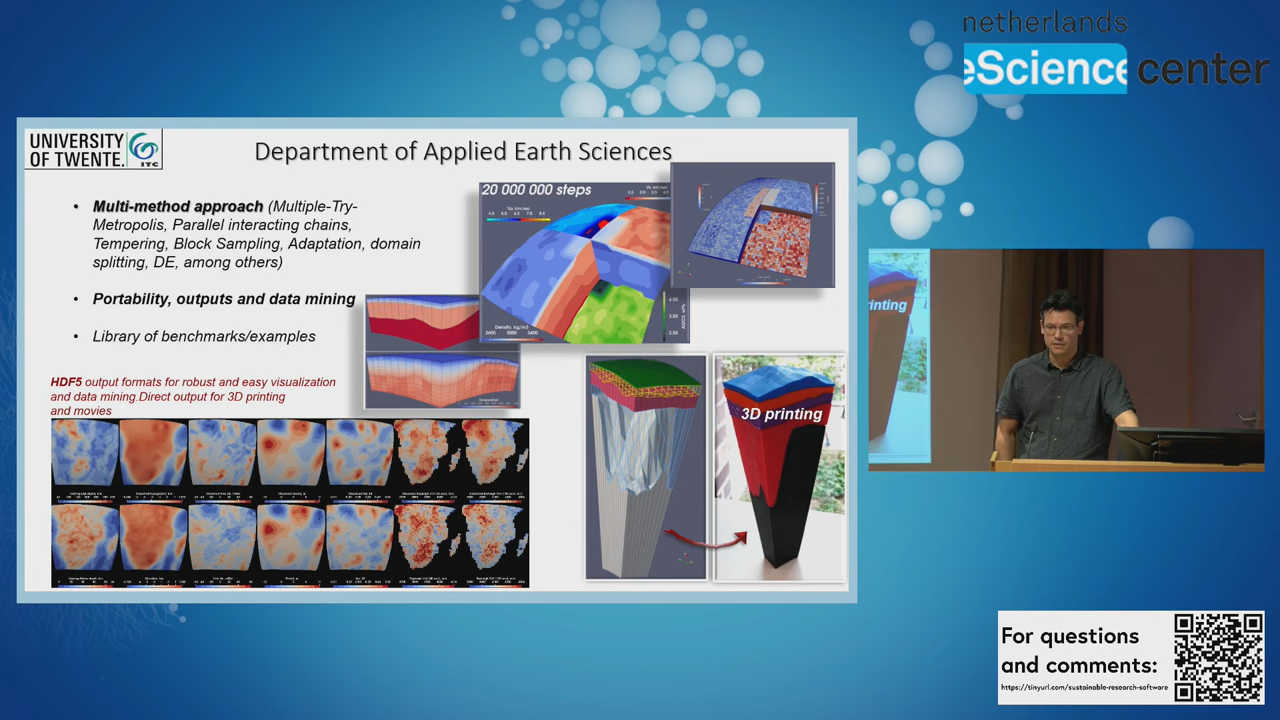 netherlands
eScience center
UNIVERSITY
OF TWENTE.
ITC
Department of Applied Earth Sciences
• Multi-method approach (Multiple-Try-
Metropolis, Parallel interacting chains,
Tempering, Block Sampling, Adaptation, domain
splitting, DE, among others)
• Portability, outputs and data mining
• Library of benchmarks/examples
HDF5 output formats for robust and easy visualization
and data mining.Direct output for 3D printing
and movies
20 000 000 steps
Density, kg/m3
3D printing
rinting
For questions
and comments:
https://tinyurl.com/sustainable-research-software